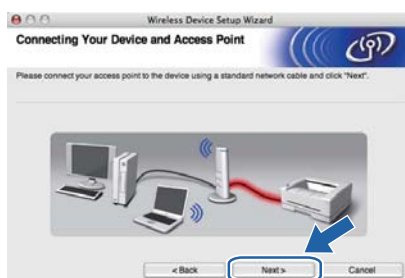 Wireless Device Setup Wizard
Connecting Your Device and Access Point
Please connect your access point to the device using a standard network cable and click "Next".
< Back Next > Cancel